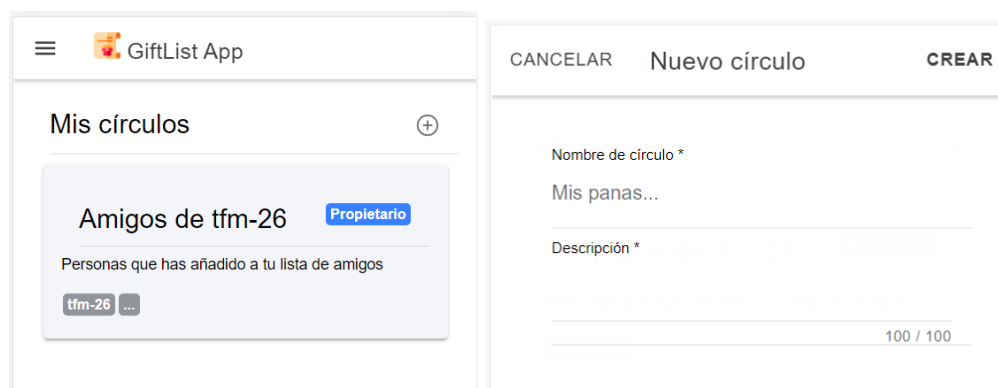 GiftList App
Mis círculos
Amigos de tfm-26
Propietario
Personas que has añadido a tu lista de amigos
tfm-26
...
CANCELAR
Nuevo círculo
CREAR
Nombre de círculo *
Mis panas...
Descripción *
100 / 100